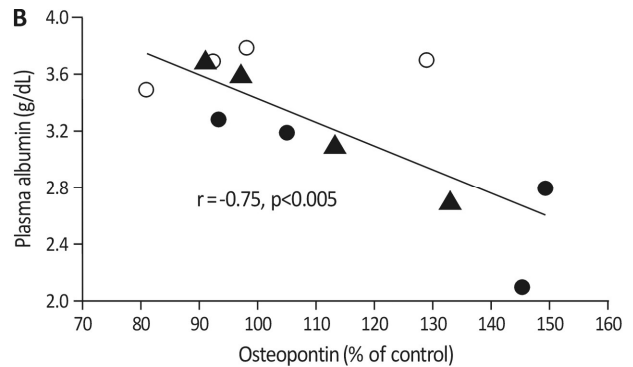 B
4.0
3.6
3.2
2.8
2.4
2.0
Plasma albumin (g/dL)
r=-0.75, p<0.005
70 80 90 100 110 120 130 140 150 160
Osteopontin (% of control)